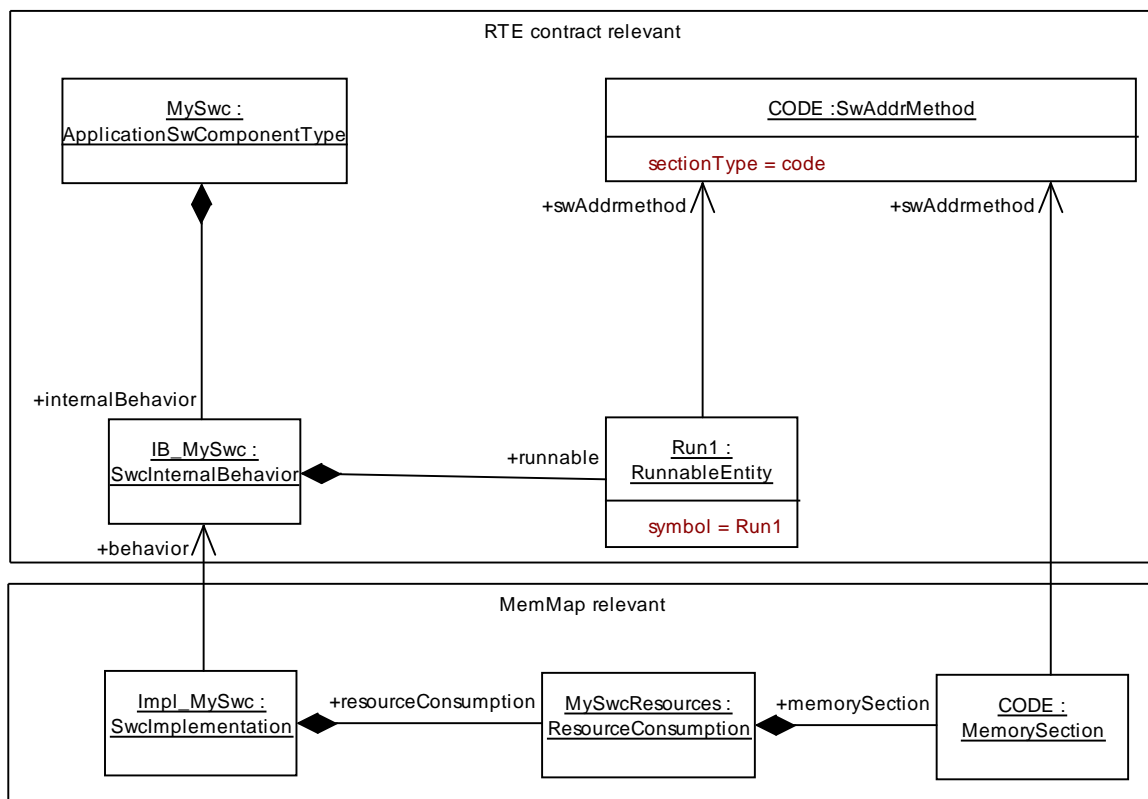 RTE contract relevant
MySwc :
ApplicationSwComponentType
CODE :SwAddrMethod
sectionType = code
+swAddrmethod
+swAddrmethod
+internalBehavior
IB_MySwc :
SwcInternalBehavior
+runnable
Run1 :
RunnableEntity
symbol = Run1
+behavior
MemMap relevant
Impl_MySwc :
SwcImplementation
+resourceConsumption
MySwcResources :
ResourceConsumption
+memorySection
CODE :
MemorySection